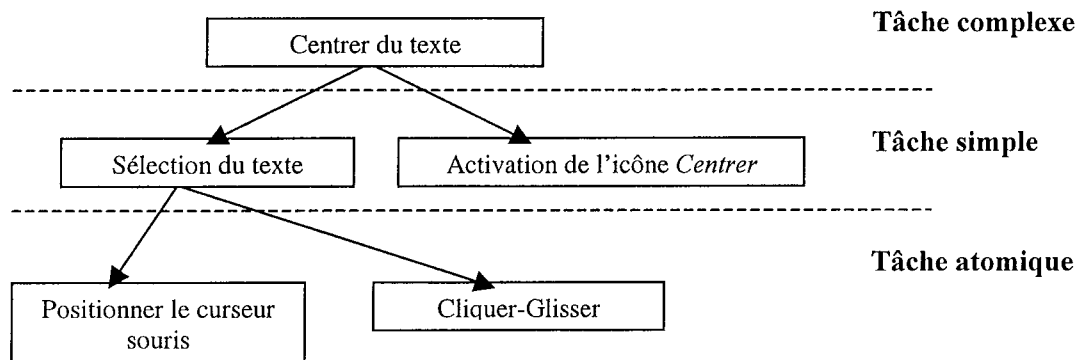 Tâche complexe
Centrer du texte
Tâche simple
Sélection du texte
Activation de l'icône Centrer
Tâche atomique
Positionner le curseur
souris
Cliquer-Glisser